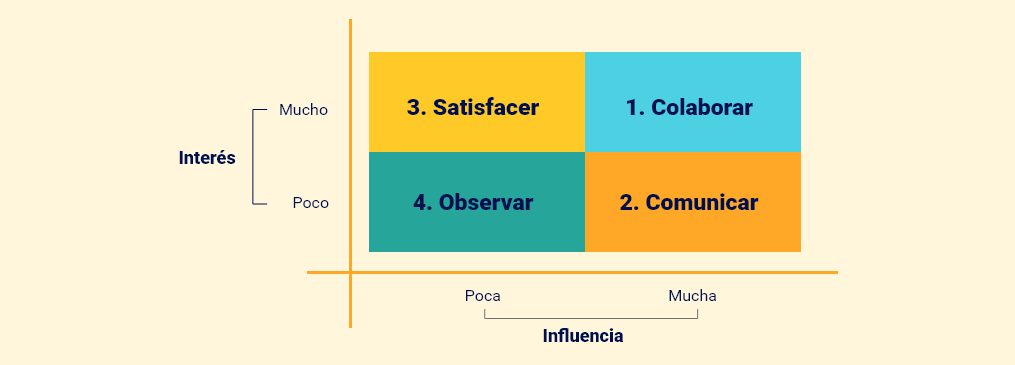 Mucho
3. Satisfacer
1. Colaborar
Interés
Poco
4. Observar
2. Comunicar
Poca
Mucha
Influencia